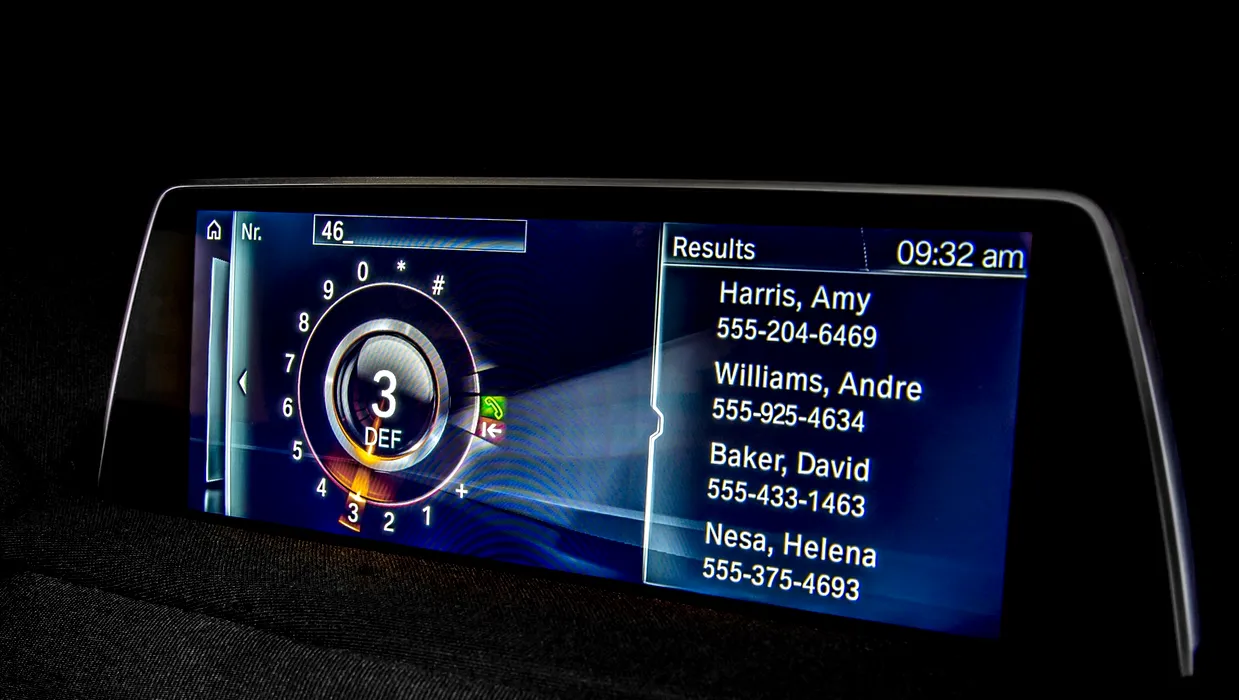 Nr.
46_
0
*
#
9
8
7
6
5
4
3
2
1
+
3
DEF
Results
09:32 am
Harris, Amy
555-204-6469
Williams, Andre
555-925-4634
Baker, David
555-433-1463
Nesa, Helena
555-375-4693